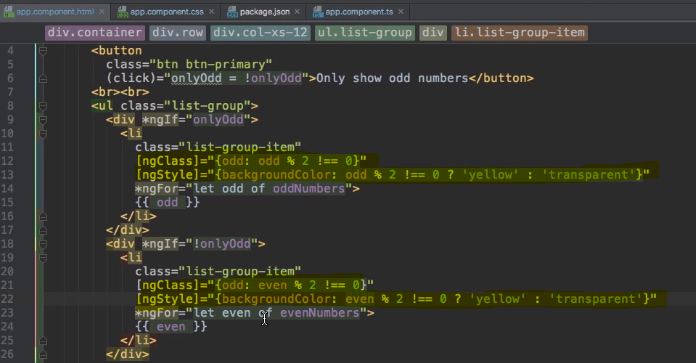 app.component.html × app.component.css × package.json × app.component.ts ×
div.container div.row div.col-xs-12 ul.list-group div li.list-group-item
4 <button
5 class="btn btn-primary"
6 (click)="onlyOdd = !onlyOdd">Only show odd numbers</button>
7 <br><br>
8 <ul class="list-group">
9 <div *ngIf="onlyOdd">
10 <li
11 class="list-group-item"
12 [ngClass]="{odd: odd % 2 !== 0}"
13 [ngStyle]="{backgroundColor: odd % 2 !== 0 ? 'yellow' : 'transparent'}"
14 *ngFor="let odd of oddNumbers">
15 {{ odd }}
16 </li>
17 </div>
18 <div *ngIf="!onlyOdd">
19 <li
20 class="list-group-item"
21 [ngClass]="{odd: even % 2 !== 0}"
22 [ngStyle]="{backgroundColor: even % 2 !== 0 ? 'yellow' : 'transparent'}"
23 *ngFor="let even of evenNumbers">
24 {{ even }}
25 </li>
26 </div>